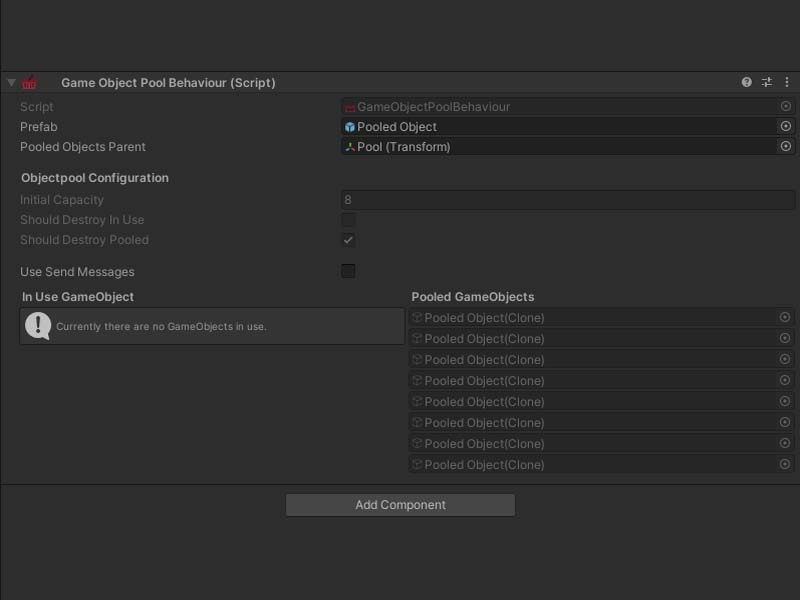 Game Object Pool Behaviour (Script)
Script
GameObjectPoolBehaviour
Prefab
Pooled Object
Pooled Objects Parent
Pool (Transform)
Objectpool Configuration
Initial Capacity
8
Should Destroy In Use
Should Destroy Pooled
Use Send Messages
In Use GameObject
Currently there are no GameObjects in use.
Pooled GameObjects
Pooled Object(Clone)
Pooled Object(Clone)
Pooled Object(Clone)
Pooled Object(Clone)
Pooled Object(Clone)
Pooled Object(Clone)
Pooled Object(Clone)
Pooled Object(Clone)
Add Component